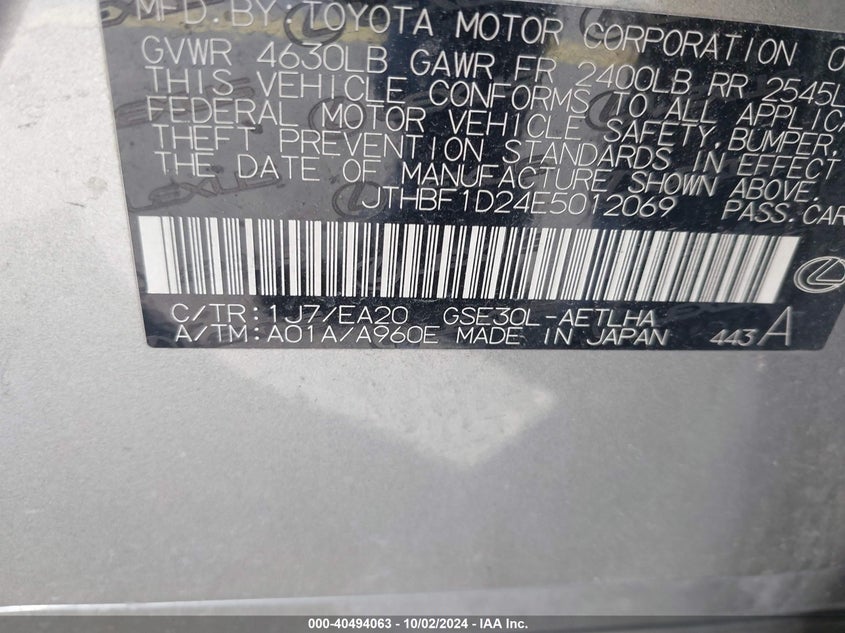 MFD.BY:TOYOTA MOTOR CORPORATION
GVWR 4630LB GAWR FR 2400LB RR 2545L
THIS VEHICLE CONFORMS TO ALL APPLICA
FEDERAL MOTOR VEHICLE SAFETY,BUMPER,
THEFT PREVENTION STANDARDS IN EFFECT
THE DATE OF MANUFACTURE SHOWN ABOVE.
JTHBF1D24E5012069 PASS.CAR
C/TR:1J7/EA20 GSE30L-AETLHA
A/TM:A01A/A960E MADE IN JAPAN 443 A
000-40494063 - 10/02/2024 - IAA Inc.